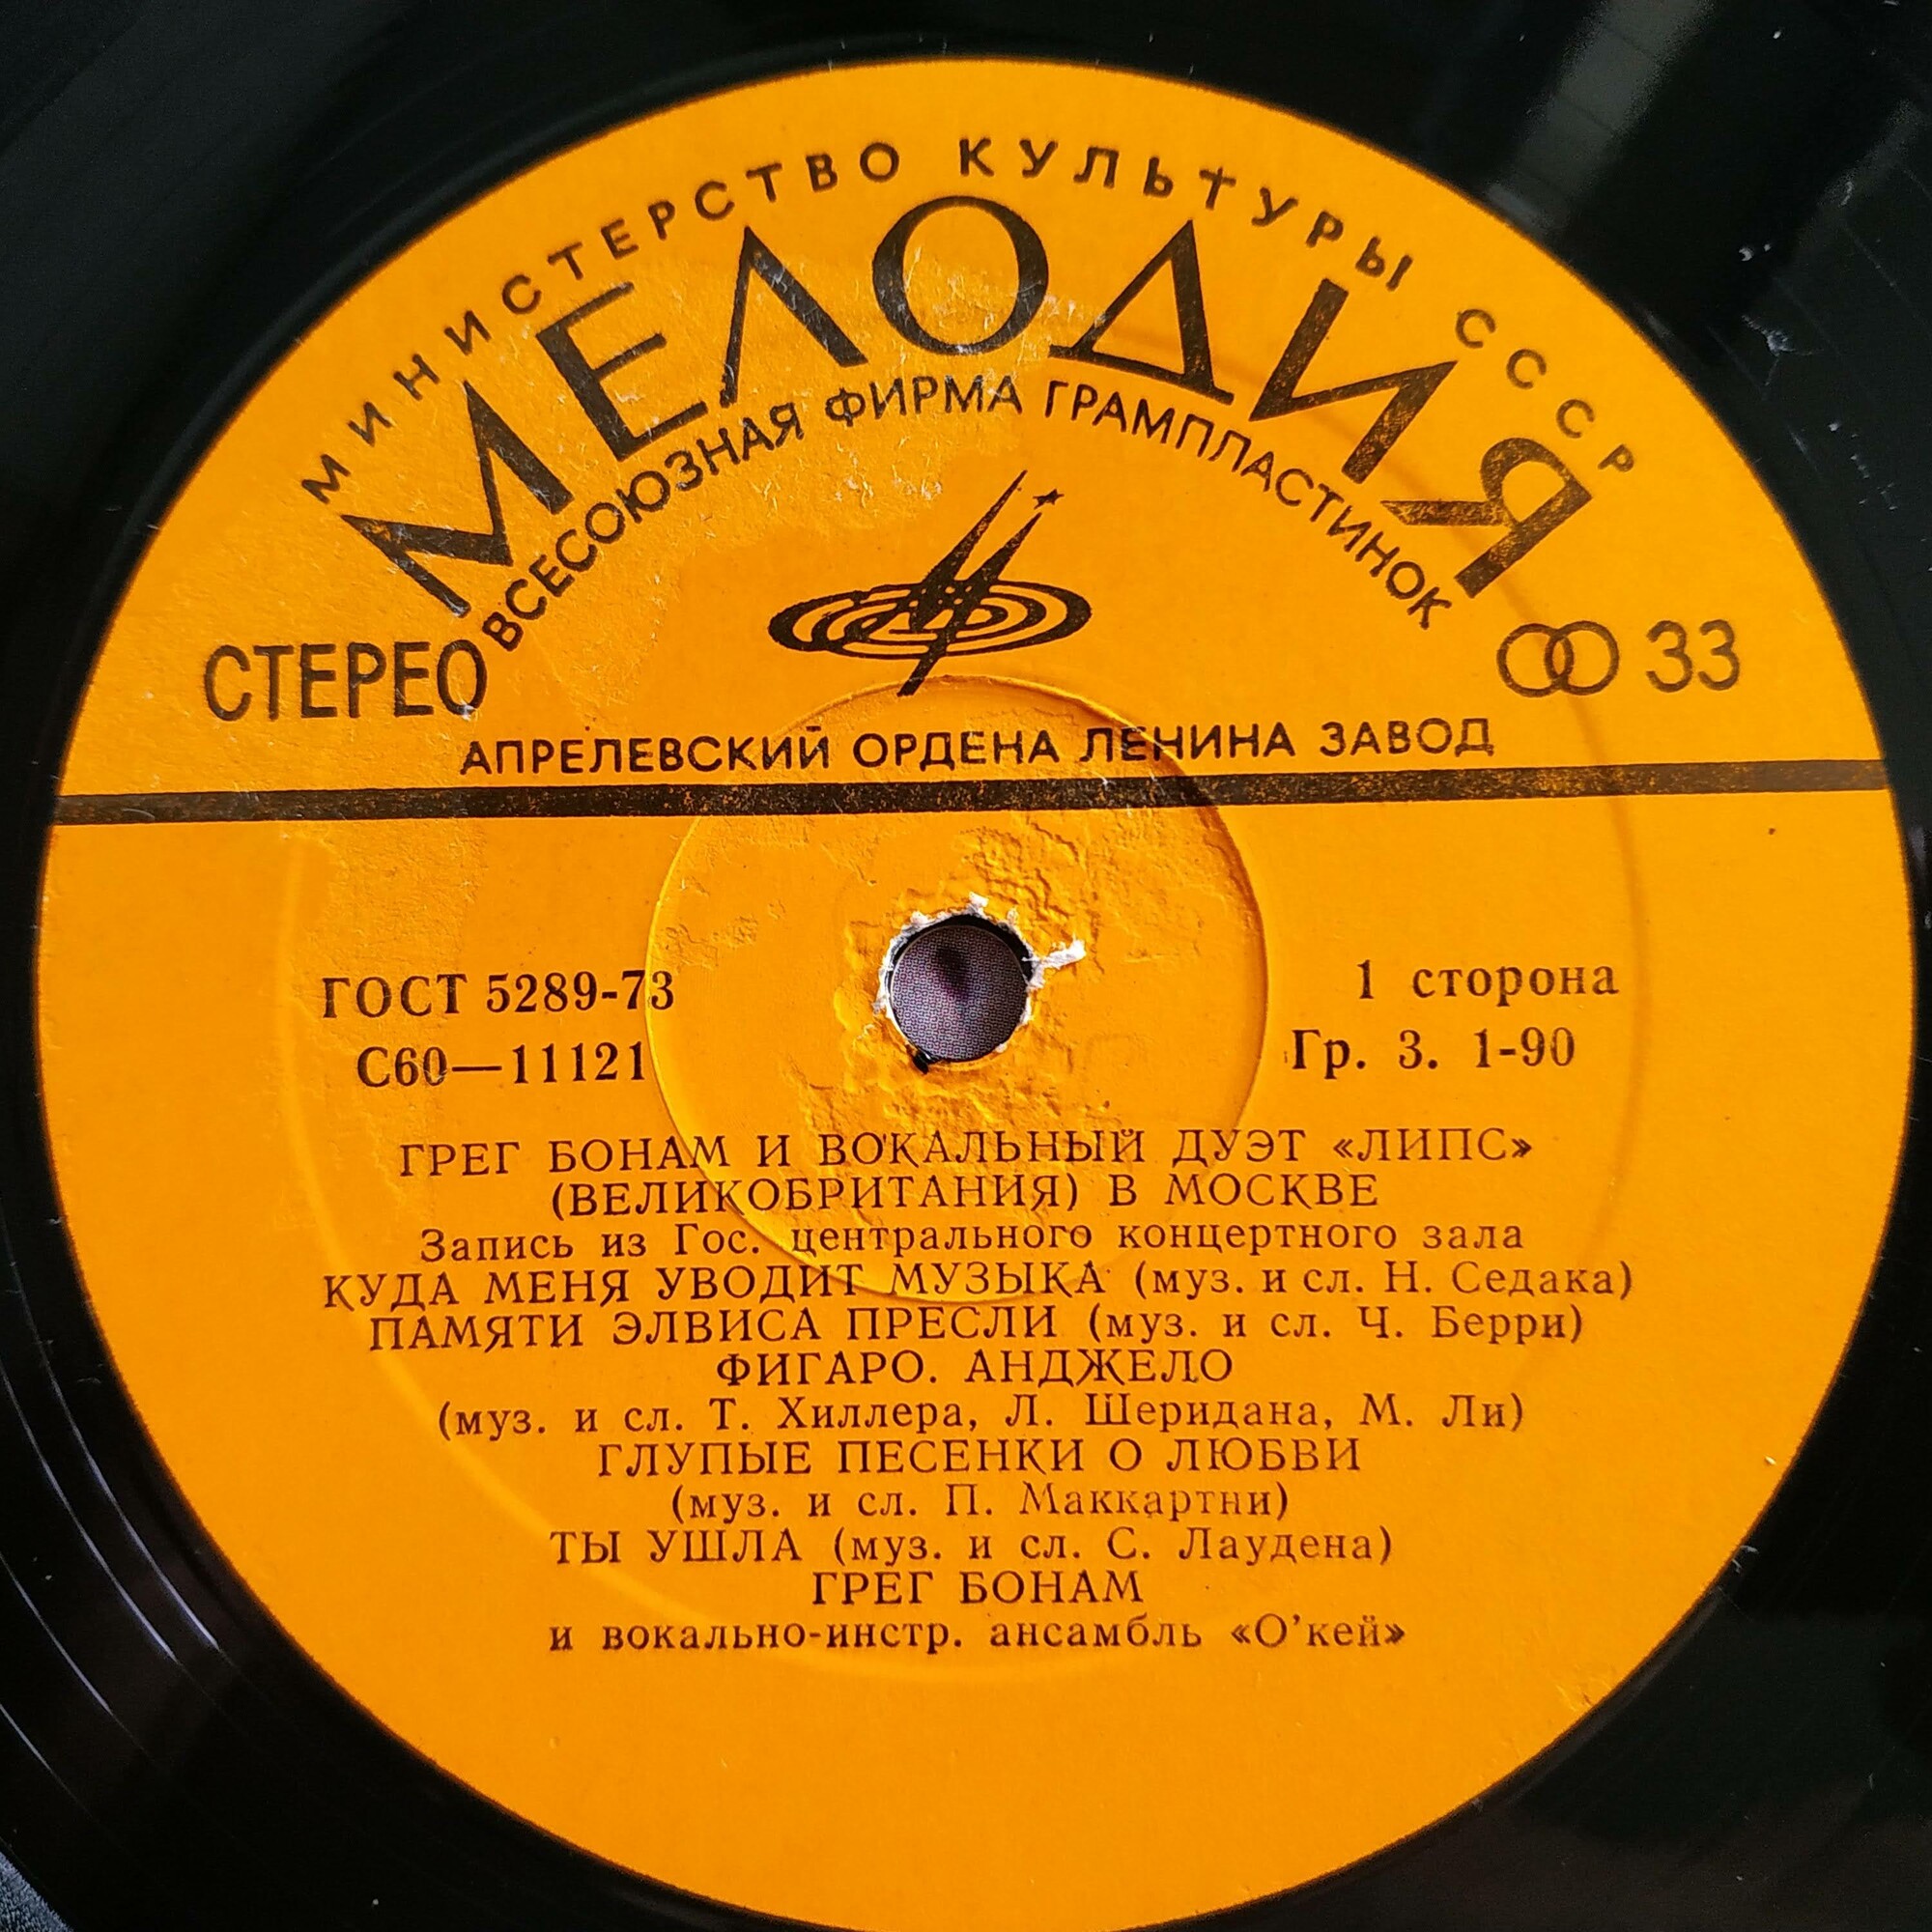 МИНИСТЕРСТВО КУЛЬТУРЫ СССР
МЕЛОДИЯ
ВСЕСОЮЗНАЯ ФИРМА ГРАМПЛАСТИНОК
СТЕРЕО
33
АПРЕЛЕВСКИЙ ОРДЕНА ЛЕНИНА ЗАВОД
ГОСТ 5289-73
1 сторона
С60—11121
Гр. 3. 1-90
ГРЕГ БОНАМ И ВОКАЛЬНЫЙ ДУЭТ «ЛИПС»
(ВЕЛИКОБРИТАНИЯ) В МОСКВЕ
Запись из Гос. центрального концертного зала
КУДА МЕНЯ УВОДИТ МУЗЫКА (муз. и сл. Н. Седака)
ПАМЯТИ ЭЛВИСА ПРЕСЛИ (муз. и сл. Ч. Берри)
ФИГАРО. АНДЖЕЛО
(муз. и сл. Т. Хиллера, Л. Шеридана, М. Ли)
ГЛУПЫЕ ПЕСЕНКИ О ЛЮБВИ
(муз. и сл. П. Маккартни)
ТЫ УШЛА (муз. и сл. С. Лаудена)
ГРЕГ БОНАМ
и вокально-инстр. ансамбль «О’кей»